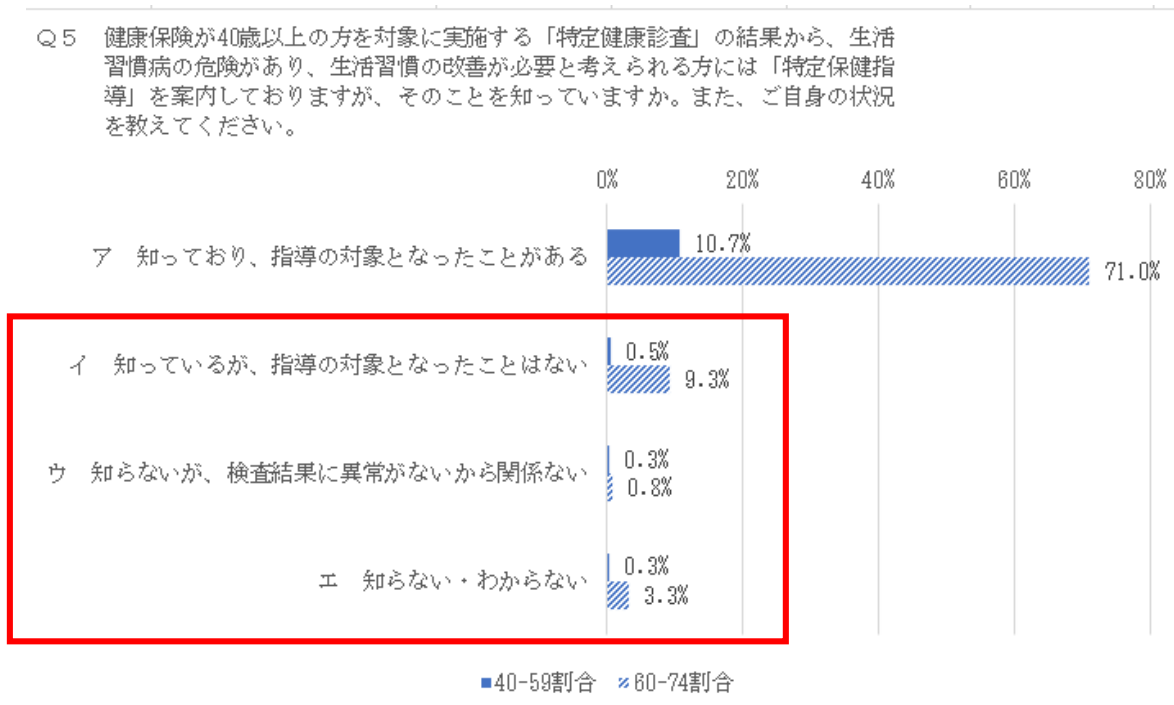 Ｑ５ 健康保険が40歳以上の方を対象に実施する「特定健康診査」の結果から、生活
習慣病の危険があり、生活習慣の改善が必要と考えられる方には「特定保健指
導」を案内しておりますが、そのことを知っていますか。また、ご自身の状況
を教えてください。
0% 20% 40% 60% 80%
ア 知っており、指導の対象となったことがある 10.7%
71.0%
イ 知っているが、指導の対象となったことはない 0.5%
9.3%
ウ 知らないが、検査結果に異常がないから関係ない 0.3%
0.8%
エ 知らない・わからない 0.3%
3.3%
40-59割合 60-74割合